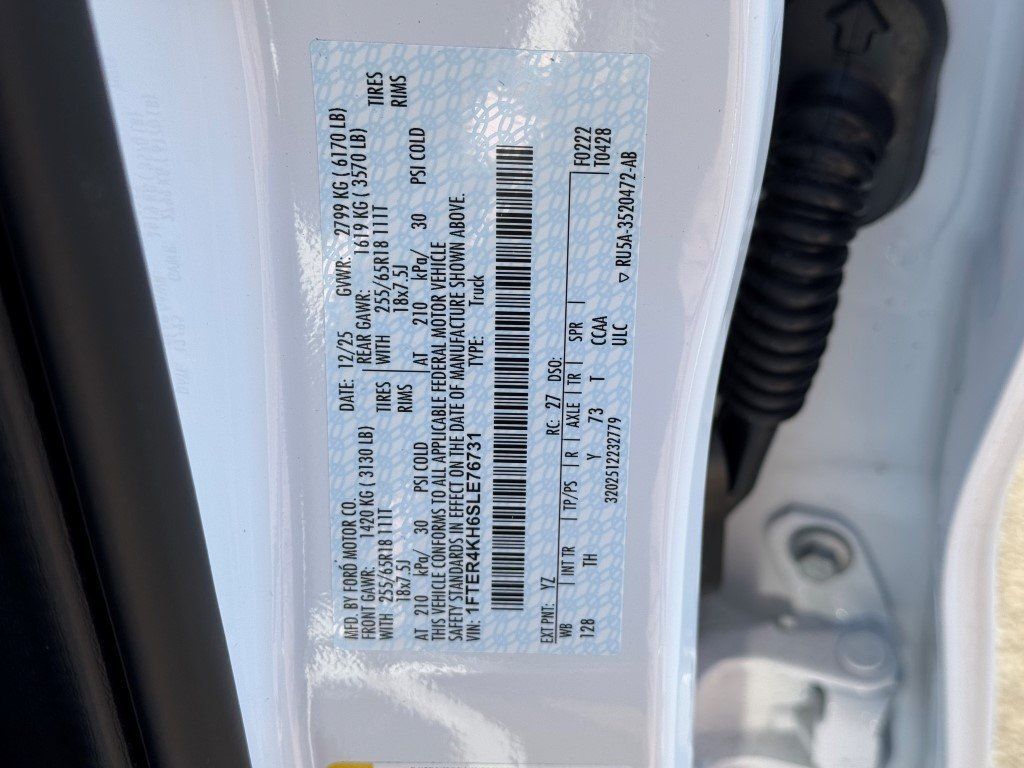 MFD. BY FORD MOTOR CO.
DATE: 12/25 GVWR: 2799 KG ( 6170 LB)
FRONT GAWR: 1420 KG ( 3130 LB) REAR GAWR: 1619 KG ( 3570 LB)
WITH 255/65R18 111T TIRES WITH 255/65R18 111T TIRES
18x7.5J RIMS 18x7.5J RIMS
AT 210 kPa/ 30 PSI COLD AT 210 kPa/ 30 PSI COLD
THIS VEHICLE CONFORMS TO ALL APPLICABLE FEDERAL MOTOR VEHICLE
SAFETY STANDARDS IN EFFECT ON THE DATE OF MANUFACTURE SHOWN ABOVE.
VIN: 1FTER4KH6SLE76731 TYPE: Truck
EXT PNT: YZ RC: 27 DSO: F0222
WB INT TR TP/PS R AXLE TR SPR T0428
128 TH Y 73 T CCAA
3202512232779 ULC
▽ RU5A-3520472-AB